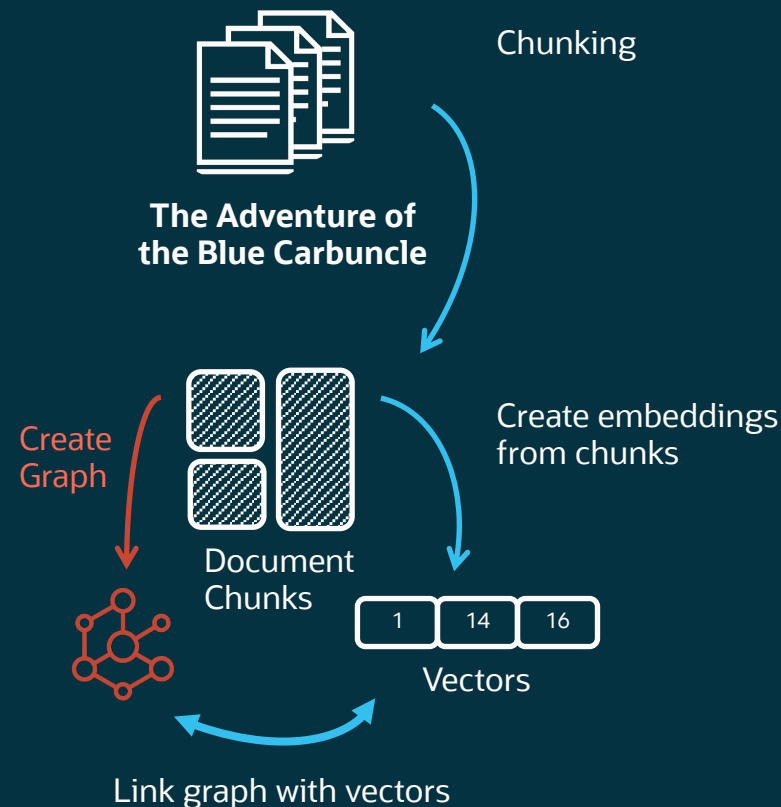 Chunking
The Adventure of
the Blue Carbuncle
Create
Graph
Create embeddings
from chunks
Document
Chunks
1 14 16
Vectors
Link graph with vectors